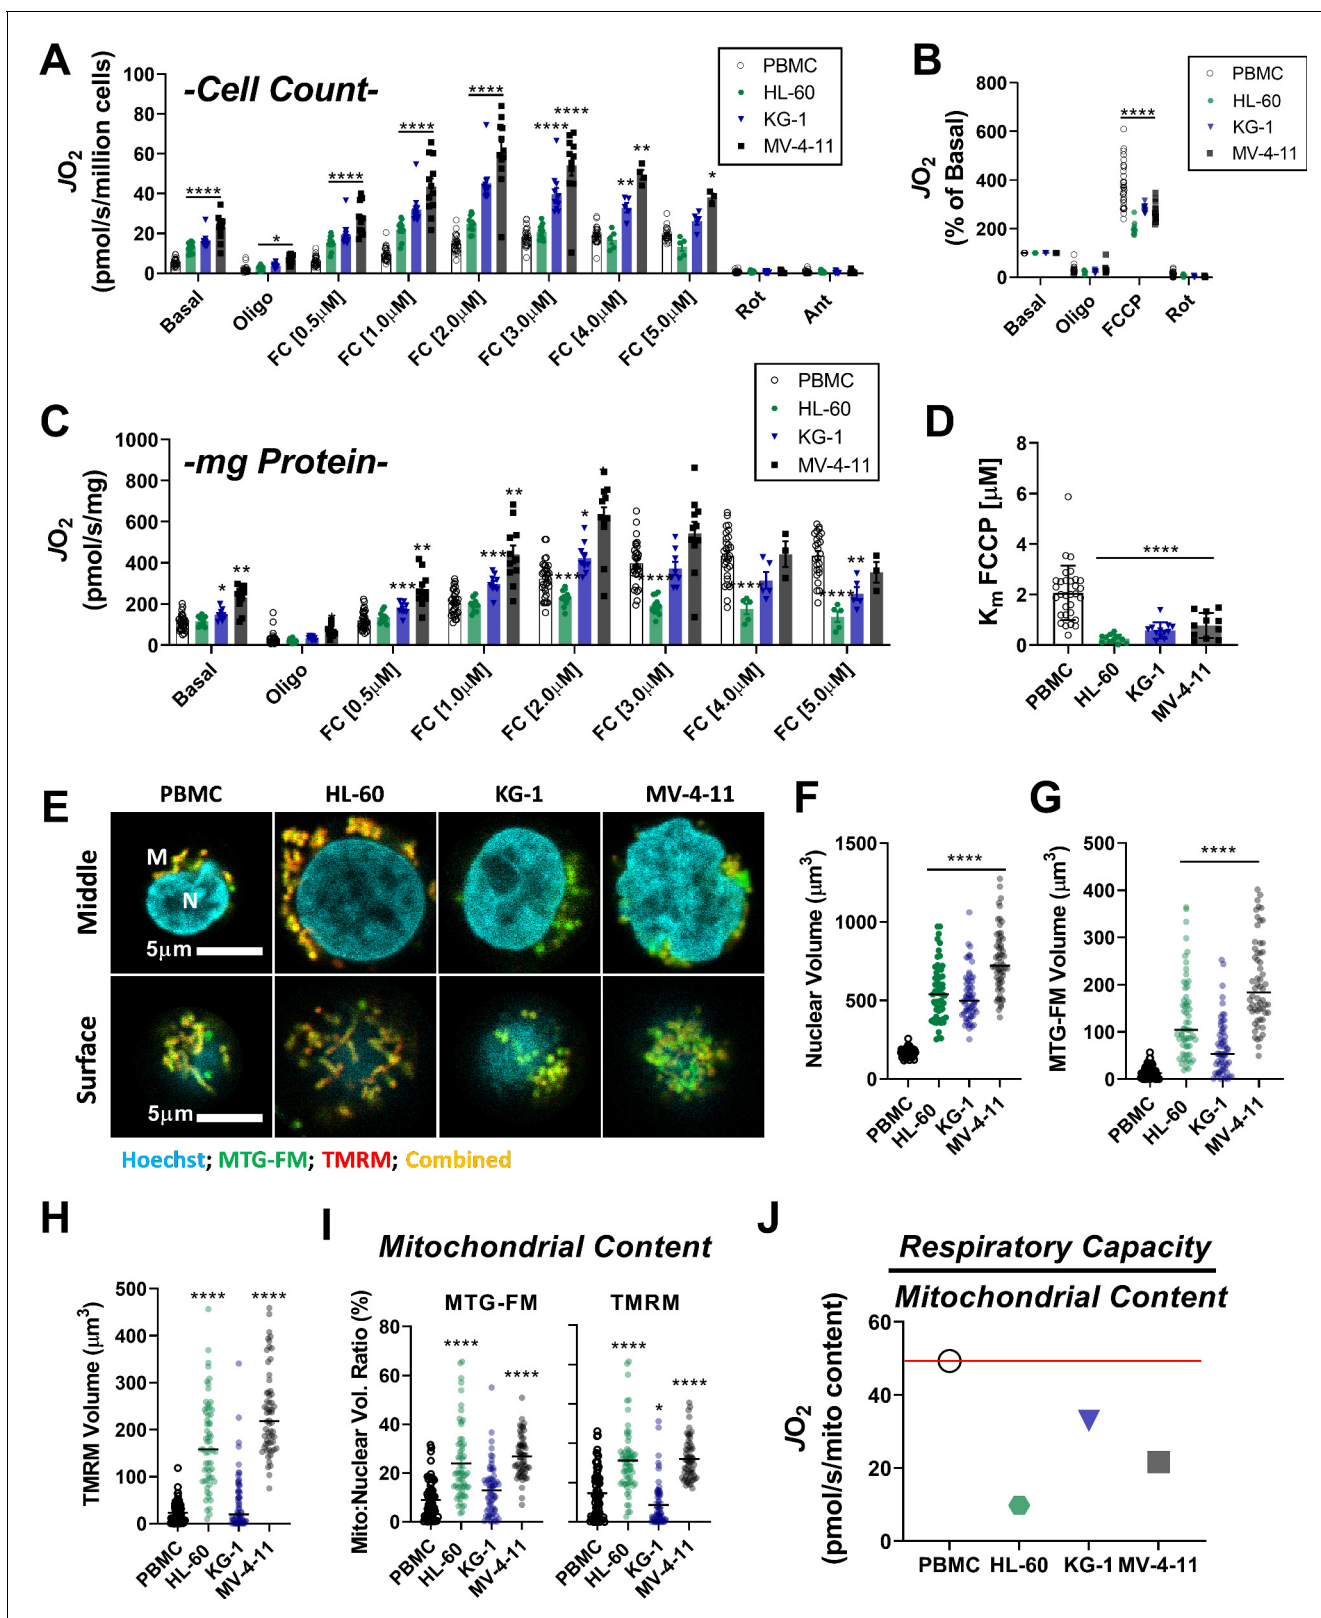 A
-Cell Count-
JO2
(pmol/s/million cells)
100
80
60
40
20
0
****
*
****
****
****
****
****
**
**
*
Basal
Oligo
FC [0.5μM]
FC [1.0μM]
FC [2.0μM]
FC [3.0μM]
FC [4.0μM]
FC [5.0μM]
Rot
Ant
PBMC
HL-60
KG-1
MV-4-11
B
JO2
(% of Basal)
800
600
400
200
0
****
Basal
Oligo
FCCP
Rot
PBMC
HL-60
KG-1
MV-4-11
C
-mg Protein-
JO2
(pmol/s/mg)
1000
800
600
400
200
0
*
**
*
***
**
***
**
***
*
*
****
***
****
**
Basal
Oligo
FC [0.5μM]
FC [1.0μM]
FC [2.0μM]
FC [3.0μM]
FC [4.0μM]
FC [5.0μM]
PBMC
HL-60
KG-1
MV-4-11
D
Km FCCP [μM]
8
6
4
2
0
****
PBMC
HL-60
KG-1
MV-4-11
E
PBMC HL-60 KG-1 MV-4-11
Middle
M
N
5μm
Surface
5μm
Hoechst; MTG-FM; TMRM; Combined
F
Nuclear Volume (μm3)
1500
1000
500
0
****
PBMC
HL-60
KG-1
MV-4-11
G
MTG-FM Volume (μm3)
500
400
300
200
100
0
****
PBMC
HL-60
KG-1
MV-4-11
H
TMRM Volume (μm3)
500
400
300
200
100
0
**** ****
PBMC
HL-60
KG-1
MV-4-11
I
Mitochondrial Content
Mito:Nuclear Vol. Ratio (%)
MTG-FM
80
60
40
20
0
****
****
PBMC
HL-60
KG-1
MV-4-11
TMRM
****
*
****
PBMC
HL-60
KG-1
MV-4-11
J
Respiratory Capacity
Mitochondrial Content
JO2
(pmol/s/mito content)
60
40
20
0
PBMC HL-60 KG-1 MV-4-11